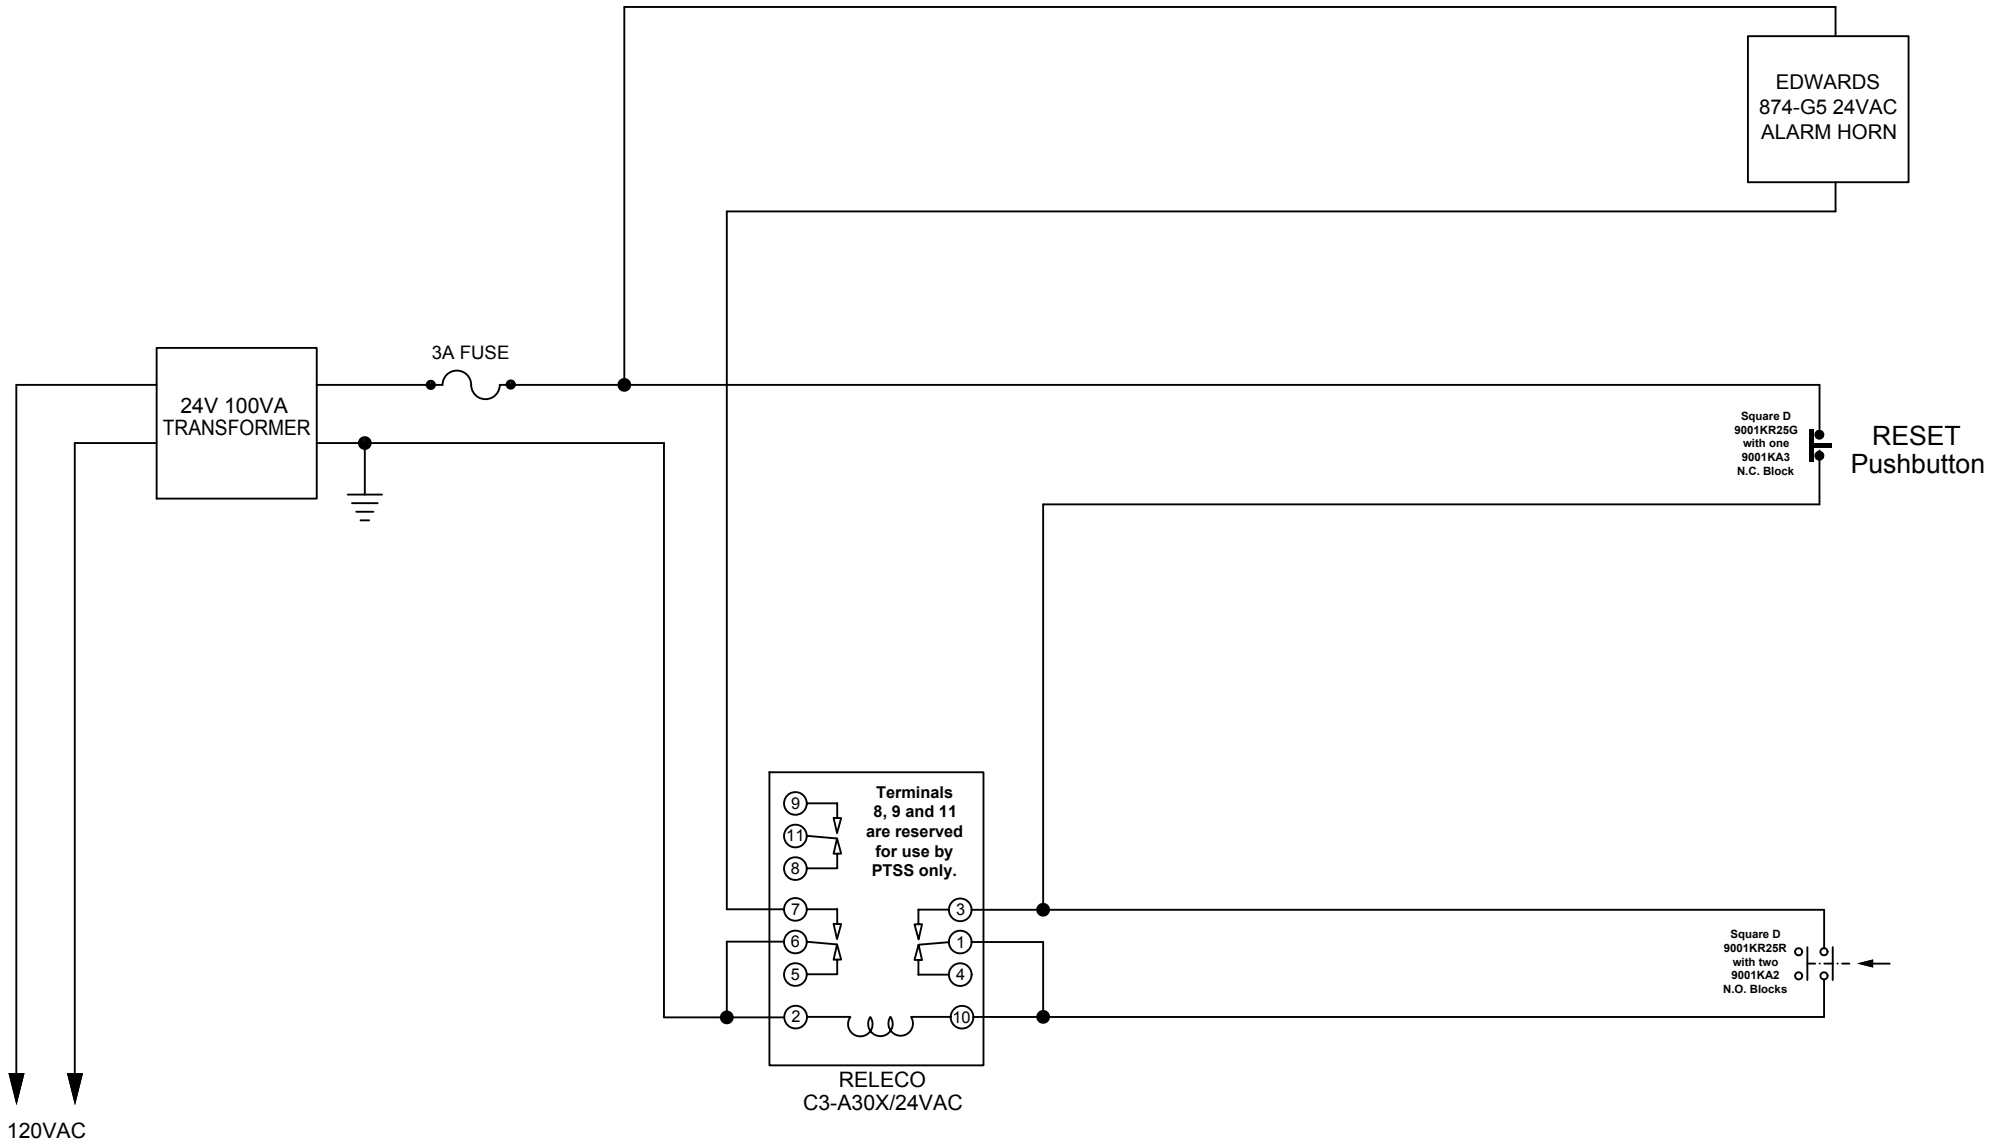 EDWARDS
874-G5 24VAC
ALARM HORN
3A FUSE
24V 100VA
TRANSFORMER
Square D
9001KR25G
with one
9001KA3
N.C. Block
RESET
Pushbutton
9
11
8
Terminals
8, 9 and 11
are reserved
for use by
PTSS only.
7
6
5
2
3
1
4
10
Square D
9001KR25R
with two
9001KA2
N.O. Blocks
RELECO
C3-A30X/24VAC
120VAC